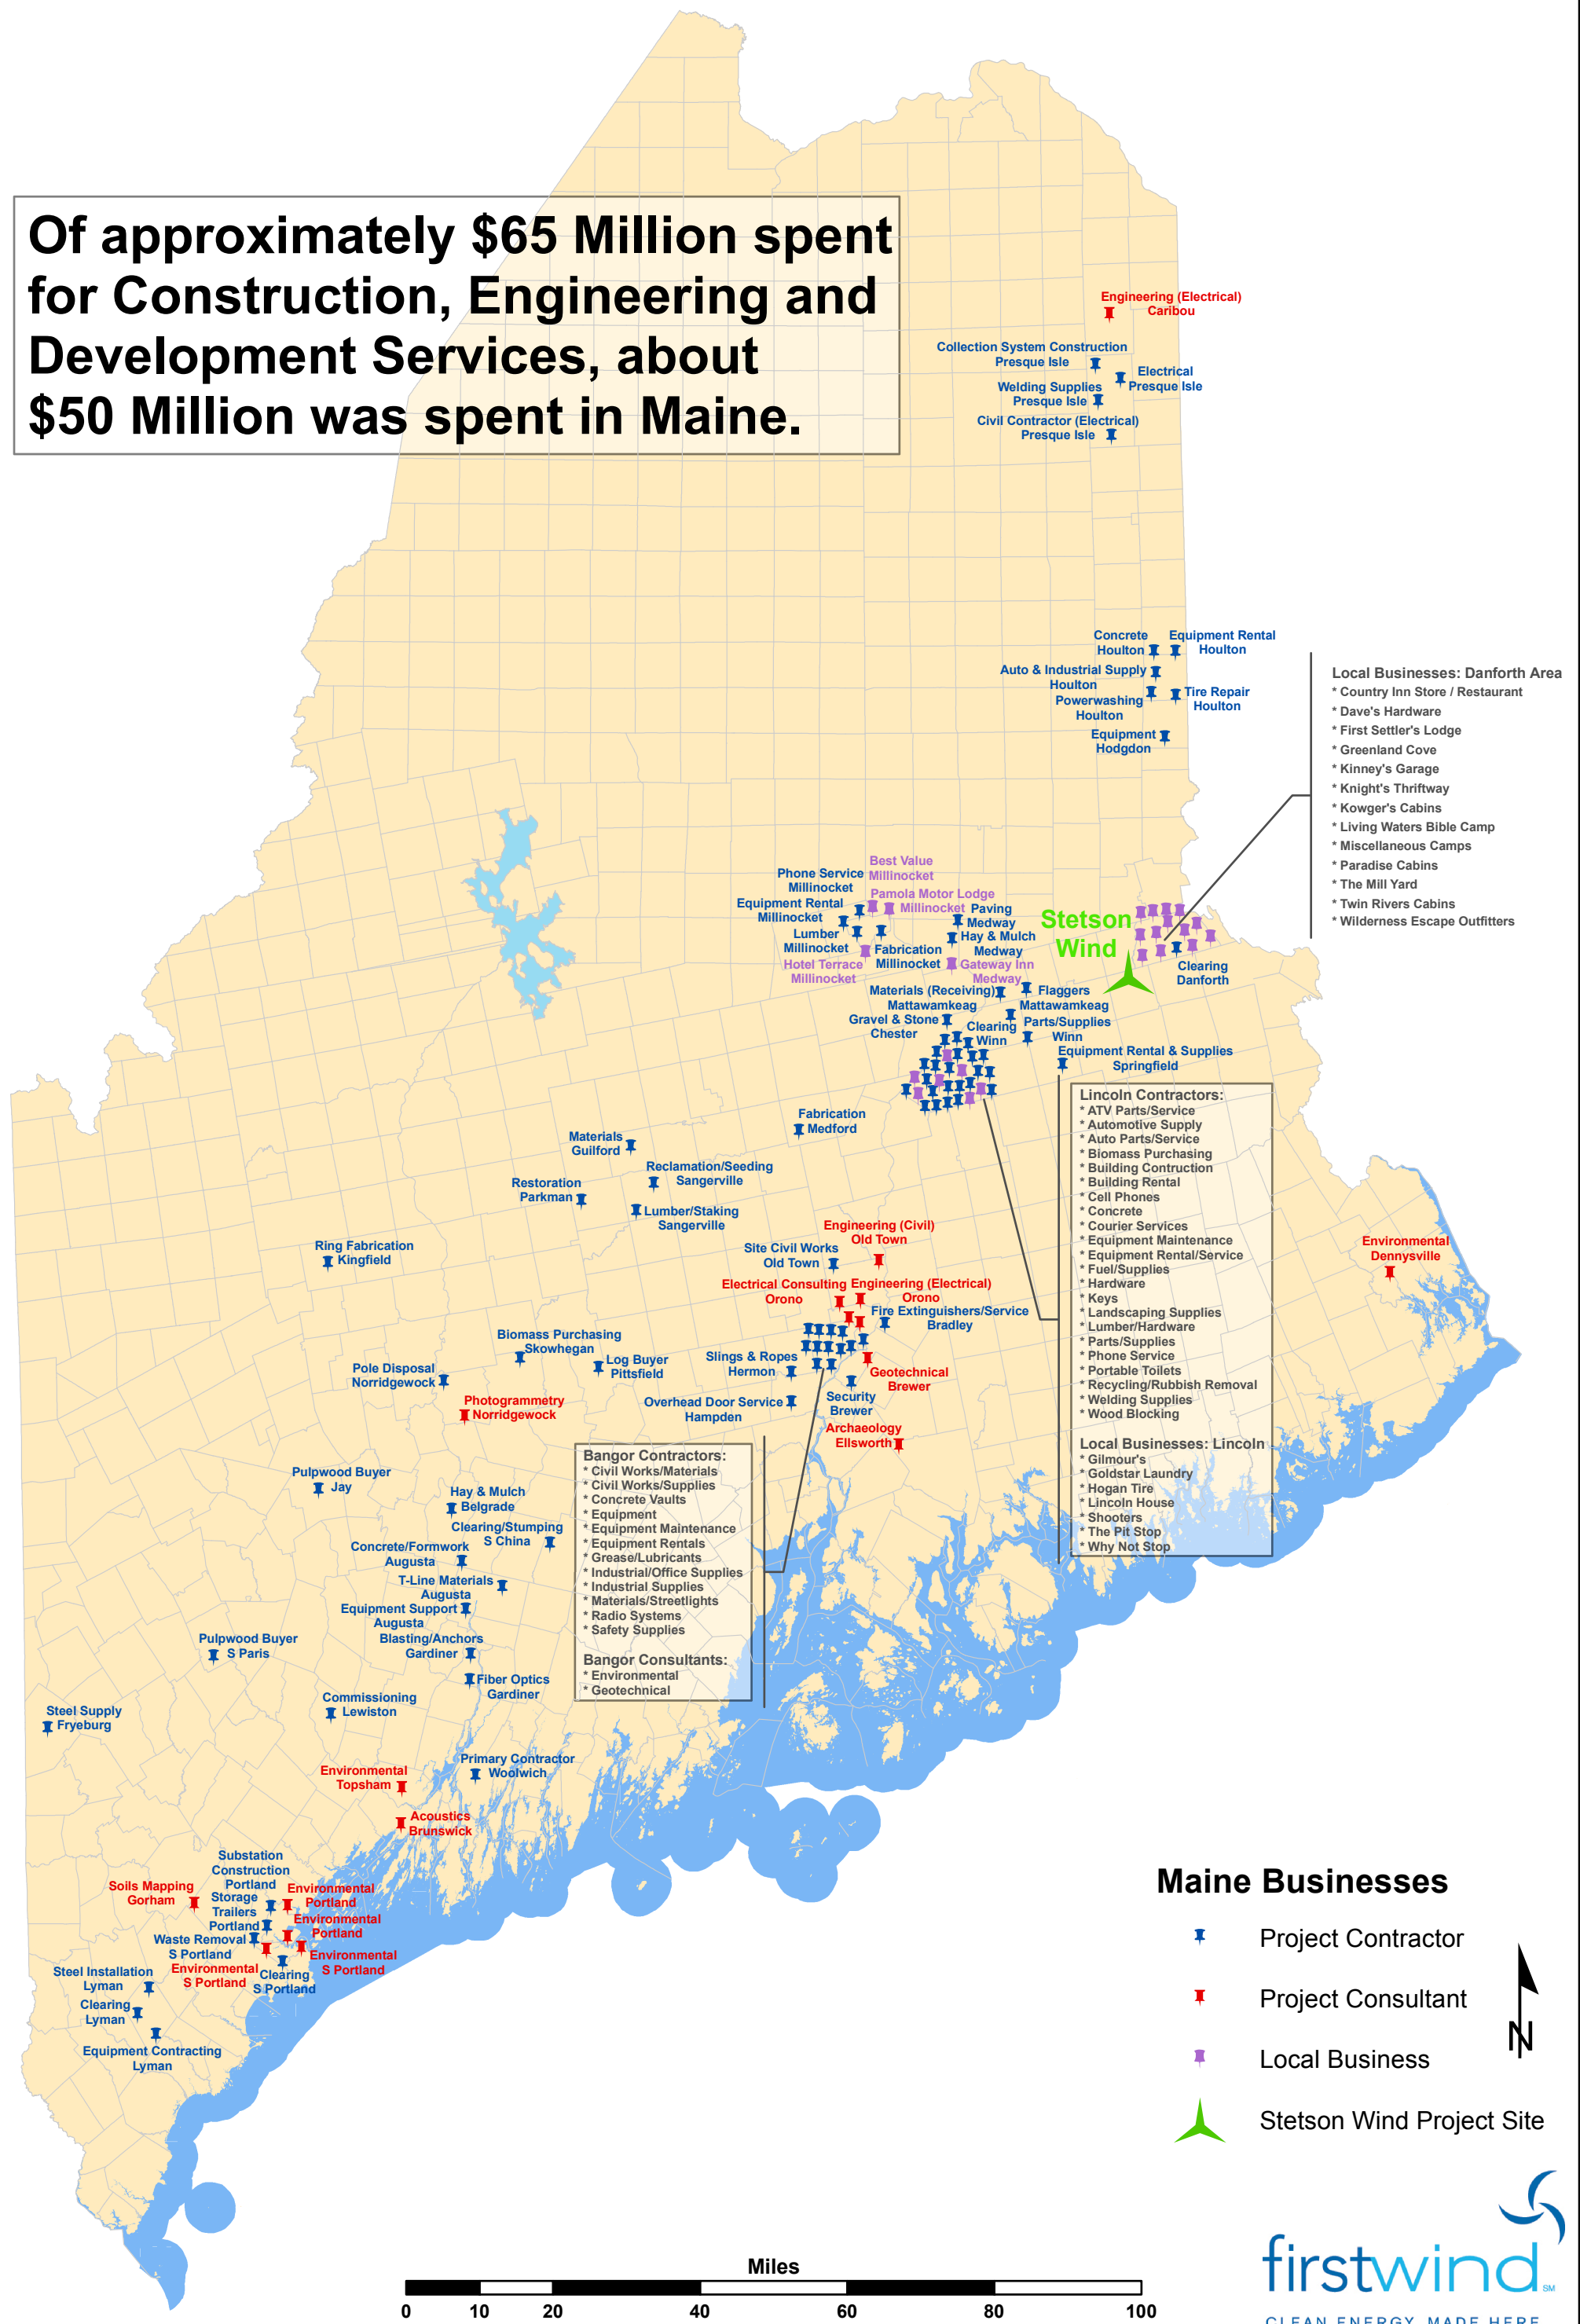 Of approximately $65 Million spent
for Construction, Engineering and
Development Services, about
$50 Million was spent in Maine.
Engineering (Electrical)
Caribou
Collection System Construction
Presque Isle
Electrical
Presque Isle
Welding Supplies
Presque Isle
Civil Contractor (Electrical)
Presque Isle
Concrete
Houlton
Equipment Rental
Houlton
Auto & Industrial Supply
Houlton
Powerwashing
Houlton
Tire Repair
Houlton
Equipment
Hodgdon
Local Businesses: Danforth Area
* Country Inn Store / Restaurant
* Dave's Hardware
* First Settler's Lodge
* Greenland Cove
* Kinney's Garage
* Knight's Thriftway
* Kowger's Cabins
* Living Waters Bible Camp
* Miscellaneous Camps
* Paradise Cabins
* The Mill Yard
* Twin Rivers Cabins
* Wilderness Escape Outfitters
Best Value
Millinocket
Phone Service
Millinocket
Pamola Motor Lodge
Millinocket
Equipment Rental
Millinocket
Paving
Medway
Lumber
Millinocket
Hay & Mulch
Medway
Fabrication
Millinocket
Hotel Terrace
Millinocket
Gateway Inn
Medway
Stetson
Wind
Clearing
Danforth
Materials (Receiving)
Mattawamkeag
Flaggers
Mattawamkeag
Gravel & Stone
Chester
Clearing
Winn
Parts/Supplies
Winn
Equipment Rental & Supplies
Springfield
Lincoln Contractors:
* ATV Parts/Service
* Automotive Supply
* Auto Parts/Service
* Biomass Purchasing
* Building Contruction
* Building Rental
* Cell Phones
* Concrete
* Courier Services
* Equipment Maintenance
* Equipment Rental/Service
* Fuel/Supplies
* Hardware
* Keys
* Landscaping Supplies
* Lumber/Hardware
* Parts/Supplies
* Phone Service
* Portable Toilets
* Recycling/Rubbish Removal
* Welding Supplies
* Wood Blocking
Local Businesses: Lincoln
* Gilmour's
* Goldstar Laundry
* Hogan Tire
* Lincoln House
* Shooters
* The Pit Stop
* Why Not Stop
Fabrication
Medford
Materials
Guilford
Reclamation/Seeding
Sangerville
Restoration
Parkman
Lumber/Staking
Sangerville
Ring Fabrication
Kingfield
Engineering (Civil)
Old Town
Site Civil Works
Old Town
Environmental
Dennysville
Electrical Consulting
Orono
Engineering (Electrical)
Orono
Fire Extinguishers/Service
Bradley
Biomass Purchasing
Skowhegan
Log Buyer
Pittsfield
Slings & Ropes
Hermon
Geotechnical
Brewer
Pole Disposal
Norridgewock
Photogrammetry
Norridgewock
Overhead Door Service
Hampden
Security
Brewer
Archaeology
Ellsworth
Bangor Contractors:
* Civil Works/Materials
* Civil Works/Supplies
* Concrete Vaults
* Equipment
* Equipment Maintenance
* Equipment Rentals
* Grease/Lubricants
* Industrial/Office Supplies
* Industrial Supplies
* Materials/Streetlights
* Radio Systems
* Safety Supplies
Bangor Consultants:
* Environmental
* Geotechnical
Pulpwood Buyer
Jay
Hay & Mulch
Belgrade
Clearing/Stumping
S China
Concrete/Formwork
Augusta
T-Line Materials
Augusta
Equipment Support
Augusta
Blasting/Anchors
Gardiner
Pulpwood Buyer
S Paris
Fiber Optics
Gardiner
Commissioning
Lewiston
Steel Supply
Fryeburg
Primary Contractor
Woolwich
Environmental
Topsham
Acoustics
Brunswick
Substation
Construction
Portland
Soils Mapping
Gorham
Storage
Trailers
Portland
Environmental
Portland
Environmental
Portland
Waste Removal
S Portland
Environmental
S Portland
Environmental
S Portland
Clearing
S Portland
Steel Installation
Lyman
Clearing
Lyman
Equipment Contracting
Lyman
Maine Businesses
Project Contractor
Project Consultant
Local Business
Stetson Wind Project Site
N
Miles
0 10 20 40 60 80 100
firstwind SM
CLEAN ENERGY. MADE HERE.